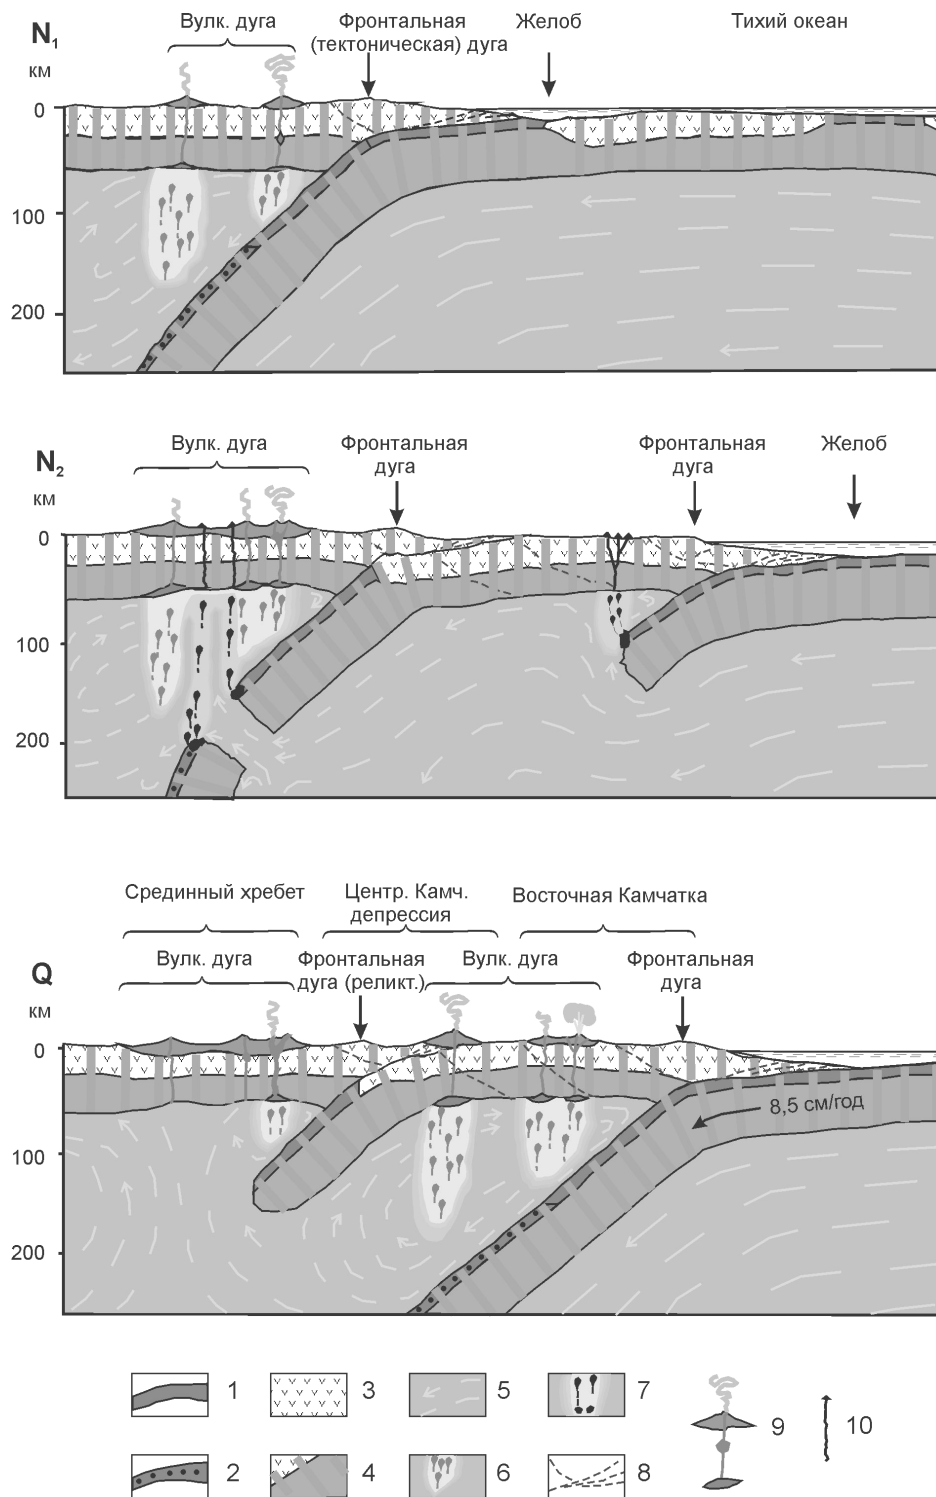 Вулк. дуга
Фронтальная
(тектоническая) дуга
Желоб
Тихий океан
N1
км
0
100
200
Вулк. дуга
Фронтальная
дуга
Фронтальная
дуга
Желоб
N2
км
0
100
200
Срединный хребет
Центр. Камч.
депрессия
Восточная Камчатка
Вулк. дуга
Фронтальная
дуга (реликт.)
Вулк. дуга
Фронтальная
дуга
Q
км
0
8,5 см/год
100
200
1
3
5
7
9
10
2
4
6
8